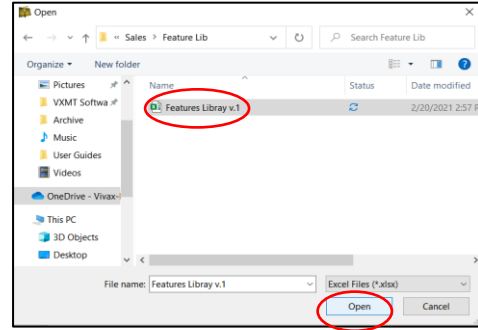 Open
« Sales > Feature Lib
Search Feature Lib
Organize
New folder
Name
Status
Date modified
Pictures
VXMT Softwa
Archive
Music
User Guides
Videos
OneDrive - Vivax-
This PC
3D Objects
Desktop
Features Libray v.1
2/20/2021 2:57
File name:
Features Libray v.1
Excel Files (*.xlsx)
Open
Cancel